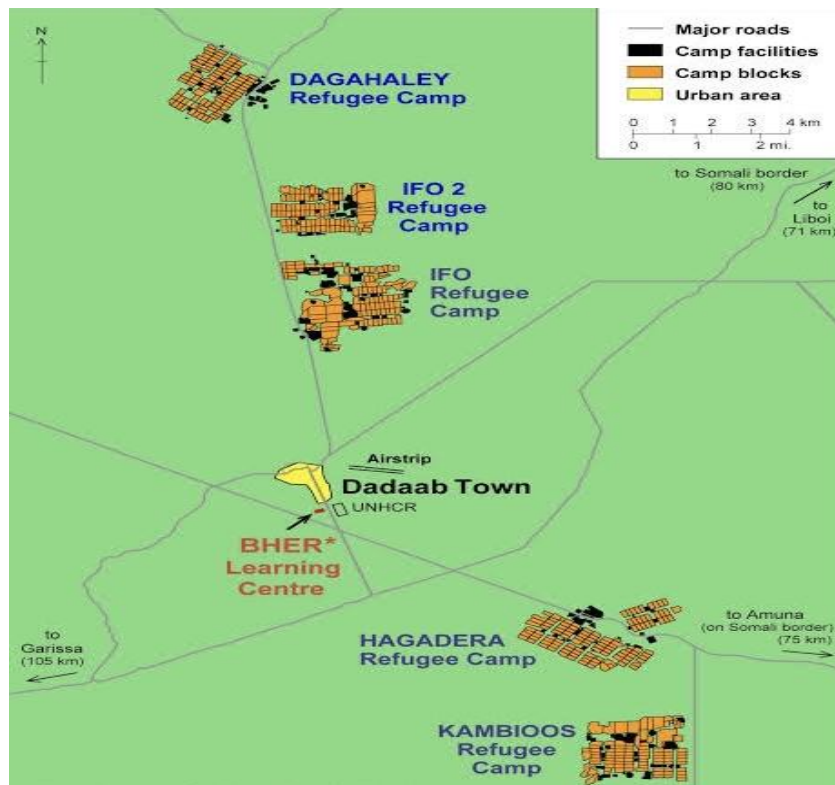 N
Major roads
Camp facilities
Camp blocks
Urban area
0 1 2 3 4 km
0 1 2 mi.
DAGAHALEY
Refugee Camp
to Somali border
(80 km)
to
Liboi
(71 km)
IFO 2
Refugee
Camp
IFO
Refugee
Camp
Airstrip
Dadaab Town
UNHCR
BHER*
Learning
Centre
to
Garissa
(105 km)
HAGADERA
Refugee Camp
to Amuna
(on Somali border)
(75 km)
KAMBIOOS
Refugee
Camp